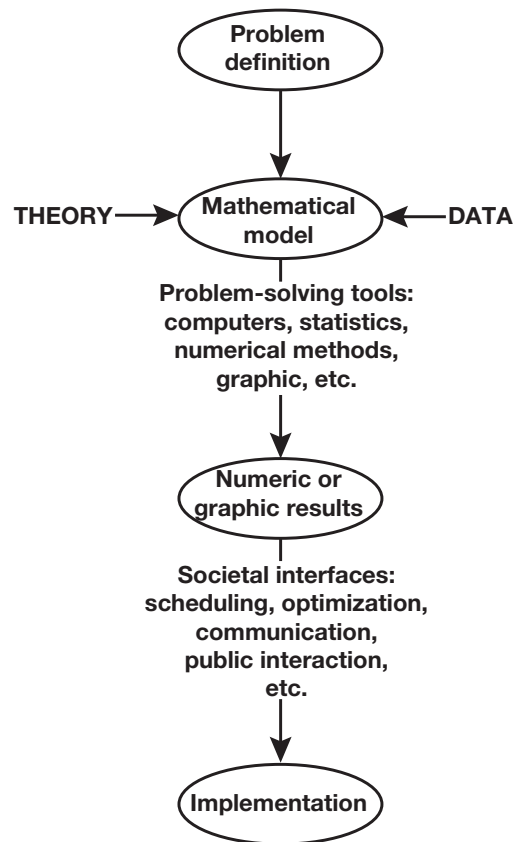 Problem
definition
THEORY
Mathematical
model
DATA
Problem-solving tools:
computers, statistics,
numerical methods,
graphic, etc.
Numeric or
graphic results
Societal interfaces:
scheduling, optimization,
communication,
public interaction,
etc.
Implementation